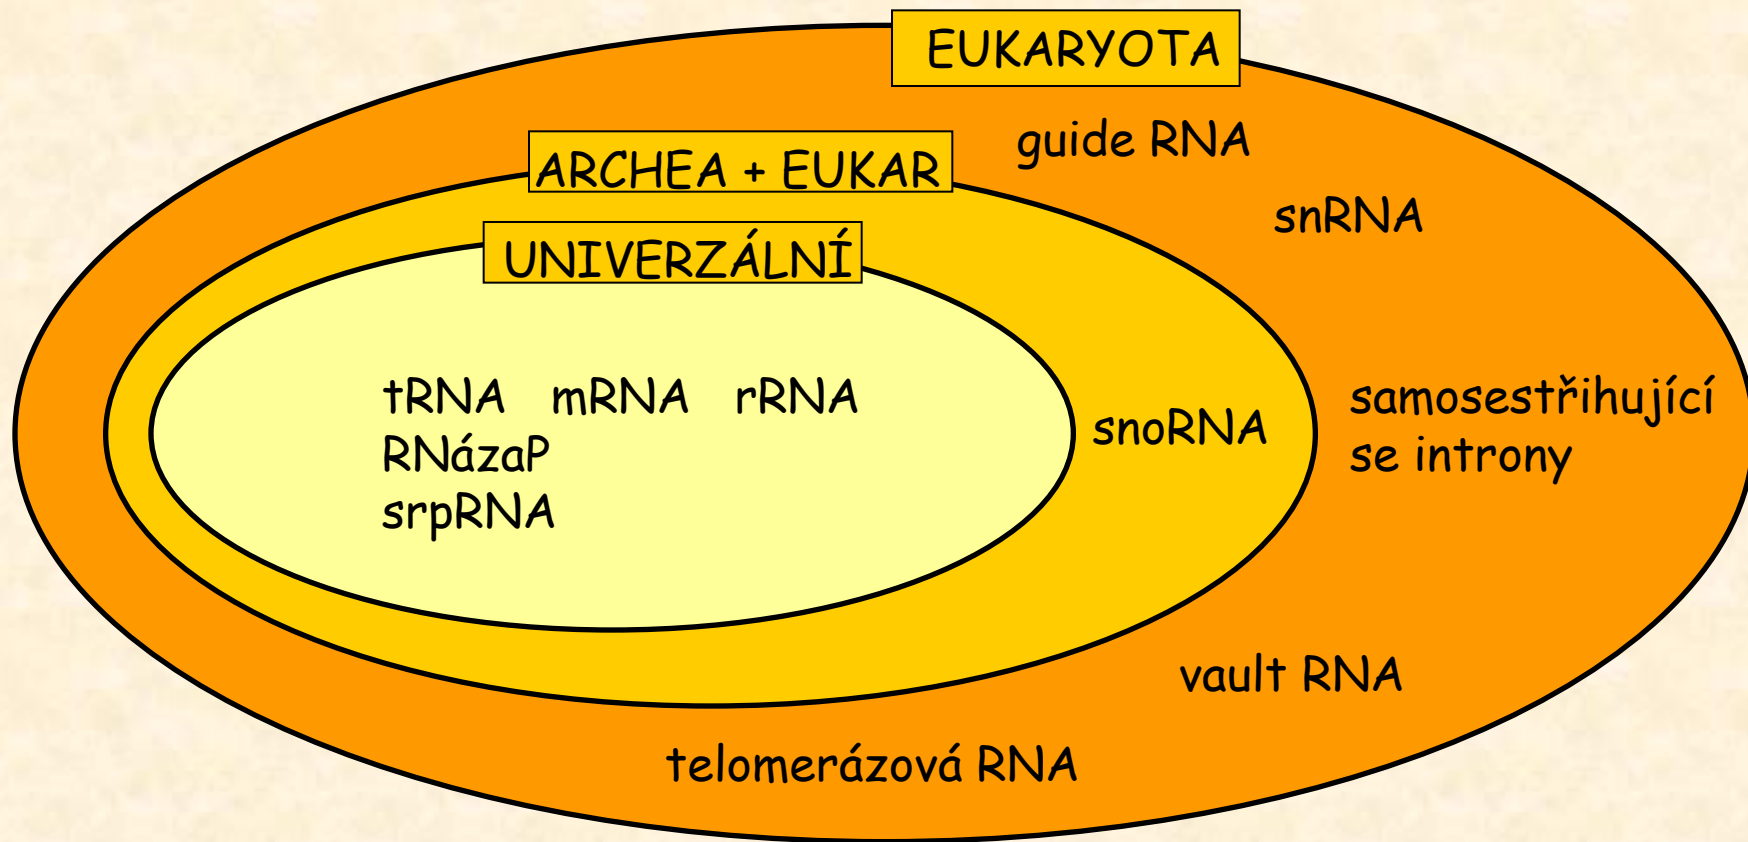 EUKARYOTA
guide RNA
ARCHEA + EUKAR
snRNA
UNIVERZÁLNÍ
tRNA mRNA rRNA
RNázaP
srpRNA
snoRNA
samosestřihující
se introny
vault RNA
telomerázová RNA